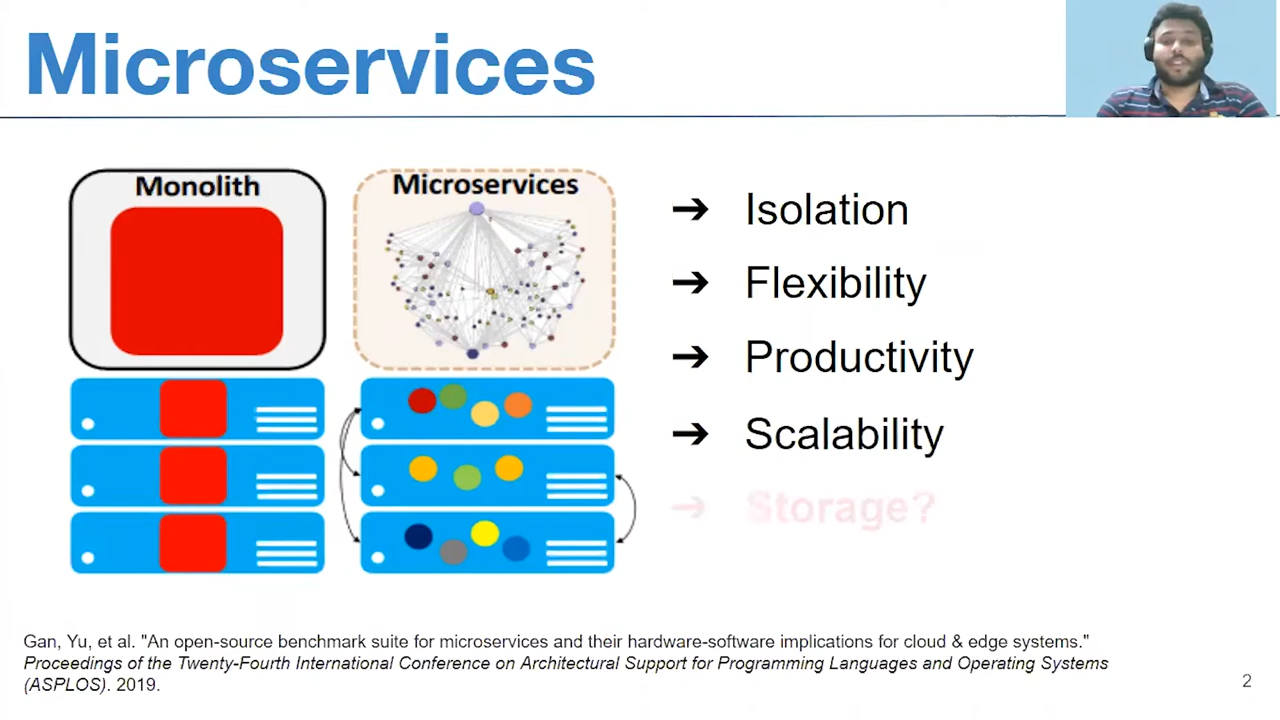 Microservices
Monolith
Microservices
➔ Isolation
➔ Flexibility
➔ Productivity
➔ Scalability
➔ Storage?
Gan, Yu, et al. "An open-source benchmark suite for microservices and their hardware-software implications for cloud & edge systems."
Proceedings of the Twenty-Fourth International Conference on Architectural Support for Programming Languages and Operating Systems
(ASPLOS). 2019.
2